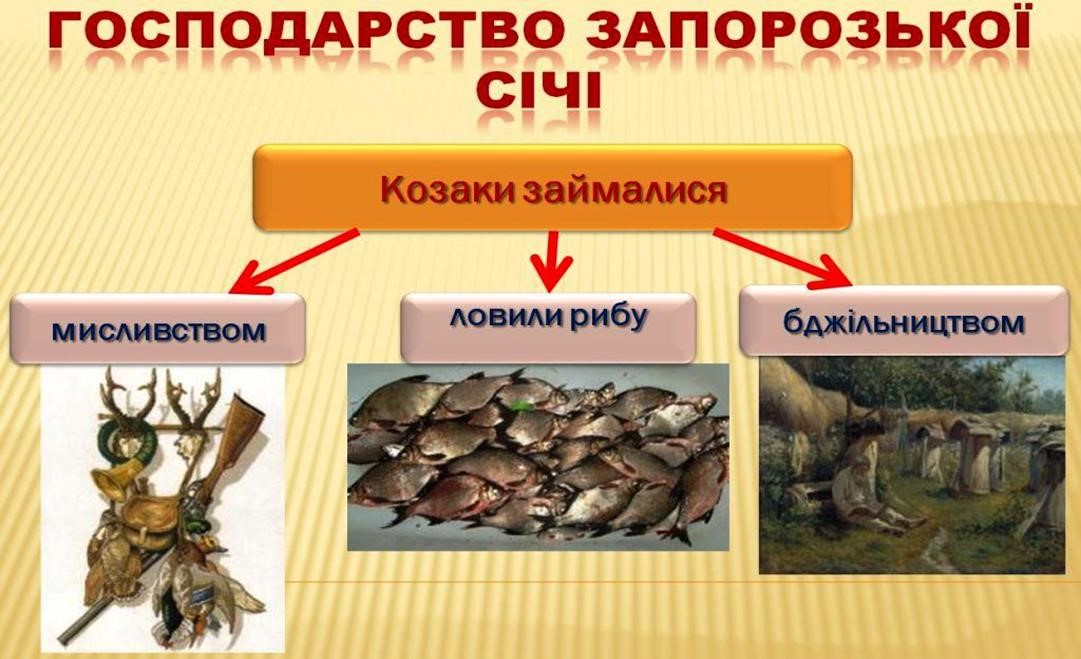 ГОСПОДАРСТВО ЗАПОРОЗЬКОЇ
СІЧІ
Козаки займалися
мисливством
ловили рибу
бджільництвом